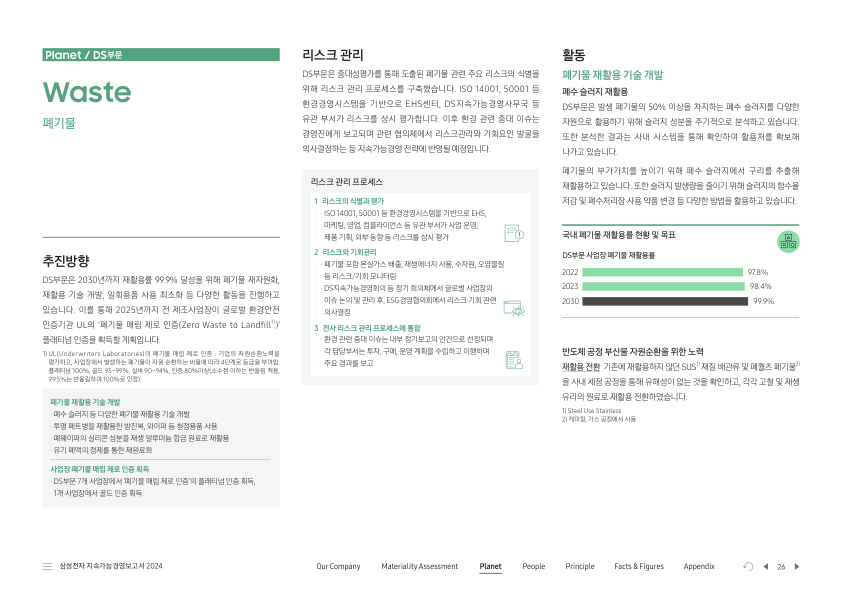 Planet / DS부문
Waste
폐기물
추진방향
DS부문은 2030년까지 재활용률 99.9% 달성을 위해 폐기물 재자원화,
재활용 기술 개발, 일회용품 사용 최소화 등 다양한 활동을 진행하고
있습니다. 이를 통해 2025년까지 전 제조사업장이 글로벌 환경안전
인증기관 UL의 '폐기물 매립 제로 인증(Zero Waste to Landfill)¹⁾'
플래티넘 인증을 획득할 계획입니다.
1) UL(Underwriters Laboratories)의 폐기물 매립 제로 인증 : 기업의 자원순환노력을
평가하고, 사업장에서 발생하는 폐기물이 자원 순환하는 비율에 따라 4단계로 등급을 부여함.
플래티넘 100%, 골드 95~99%, 실버 90~94%, 인증 80%이상(소수점 이하는 반올림 적용,
99.5%는 반올림하여 100%로 인정)
폐기물 재활용 기술 개발
· 폐수 슬러지 등 다양한 폐기물 재활용 기술 개발
· 투명 페트병을 재활용한 방진복, 와이퍼 등 청정용품 사용
· 폐웨이퍼의 실리콘 성분을 재생 알루미늄 합금 원료로 재활용
· 유기 폐액의 정제를 통한 재원료화
사업장 폐기물 매립 제로 인증 획득
· DS부문 7개 사업장에서 '폐기물 매립 제로 인증'의 플래티넘 인증 획득,
1개 사업장에서 골드 인증 획득
리스크 관리
DS부문은 중대성평가를 통해 도출된 폐기물 관련 주요 리스크의 식별을
위해 리스크 관리 프로세스를 구축했습니다. ISO 14001, 50001 등
환경경영시스템을 기반으로 EHS센터, DS지속가능경영사무국 등
유관 부서가 리스크를 상시 평가합니다. 이후 환경 관련 중대 이슈는
경영진에게 보고되며 관련 협의체에서 리스크관리와 기회요인 발굴을
의사결정하는 등 지속가능경영 전략에 반영될 예정입니다.
리스크 관리 프로세스
1 리스크의 식별과 평가
· ISO 14001, 50001 등 환경경영시스템을 기반으로 EHS,
마케팅, 영업, 컴플라이언스 등 유관 부서가 사업 운영,
제품 기획, 외부 동향 등 리스크를 상시 평가
2 리스크와 기회관리
· 폐기물 포함 온실가스 배출, 재생에너지 사용, 수자원, 오염물질
등 리스크/기회 모니터링
· DS지속가능경영회의 등 정기 회의체에서 글로벌 사업장의
이슈 논의 및 관리 후, ESG경영협의회에서 리스크·기회 관련
의사결정
3 전사 리스크 관리 프로세스에 통합
· 환경 관련 중대 이슈는 내부 정기보고의 안건으로 선정되며
각 담당부서는 투자, 구매, 운영 계획을 수립하고 이행하며
주요 경과를 보고
활동
폐기물 재활용 기술 개발
폐수 슬러지 재활용
DS부문은 발생 폐기물의 50% 이상을 차지하는 폐수 슬러지를 다양한
자원으로 활용하기 위해 슬러지 성분을 주기적으로 분석하고 있습니다.
또한 분석한 결과는 사내 시스템을 통해 확인하여 활용처를 확보해
나가고 있습니다.
폐기물의 부가가치를 높이기 위해 폐수 슬러지에서 구리를 추출해
재활용하고 있습니다. 또한 슬러지 발생량을 줄이기 위해 슬러지의 함수율
저감 및 폐수처리장 사용 약품 변경 등 다양한 방법을 활용하고 있습니다.
국내 폐기물 재활용률 현황 및 목표
DS부문 사업장 폐기물 재활용률
2022 97.8%
2023 98.4%
2030 99.9%
반도체 공정 부산물 자원순환을 위한 노력
재활용 전환 기존에 재활용하지 않던 SUS¹⁾ 재질 배관류 및 폐퀄츠 폐기물²⁾
을 사내 세정 공정을 통해 유해성이 없는 것을 확인하고, 각각 고철 및 재생
유리의 원료로 재활용 전환하였습니다.
1) Steel Use Stainless
2) 케미컬, 가스 공정에서 사용
삼성전자 지속가능경영보고서 2024
Our Company Materiality Assessment Planet People Principle Facts & Figures Appendix 26